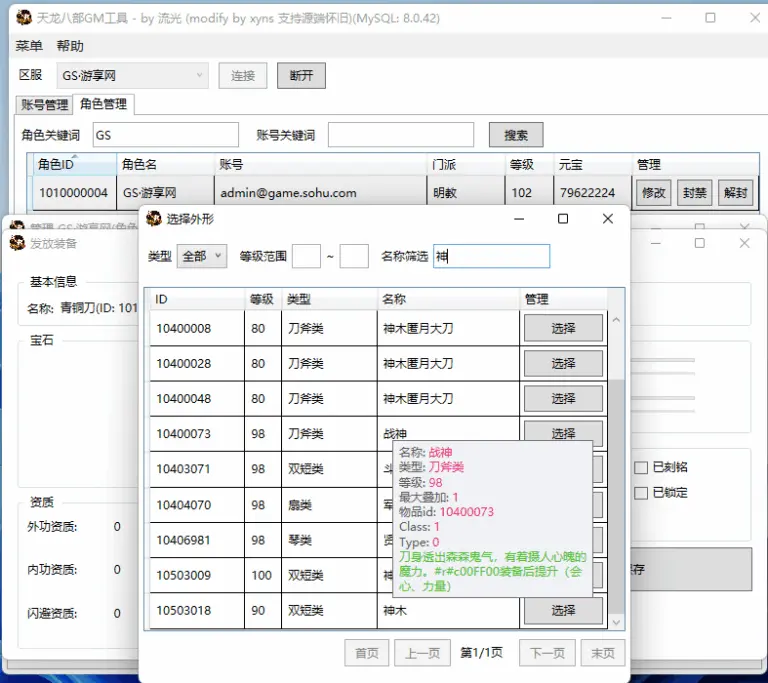 天龙八部GM工具 - by 流光 (modify by xyns 支持源端怀旧)(MySQL: 8.0.42)
菜单 帮助
区服 GS·游享网 连接 断开
账号管理 角色管理
角色关键词 GS 账号关键词 搜索
角色ID 角色名 账号 门派 等级 元宝 管理
1010000004 GS·游享网 admin@game.sohu.com 明教 102 79622224 修改 封禁 解封
管理 GS·游享网(角色
发放装备
选择外形
基本信息
名称: 青铜刀(ID: 101
宝石
资质
外功资质: 0
内功资质: 0
闪避资质: 0
类型 全部 等级范围 ~ 名称筛选 神
ID 等级 类型 名称 管理
10400008 80 刀斧类 神木匿月大刀 选择
10400028 80 刀斧类 神木匿月大刀 选择
10400048 80 刀斧类 神木匿月大刀 选择
10400073 98 刀斧类 战神 选择
10403071 98 双短类
10404070 98 扇类
10406981 98 琴类
10503009 100 双短类 神
10503018 90 双短类 神木 选择
名称: 战神
类型: 刀斧类
等级: 98
最大叠加: 1
物品id: 10400073
Class: 1
Type: 0
刀身透出森森鬼气，有若摄人心魄的
魔力。#r#c00FF00装备后提升（会
心、力量）
首页 上一页 第1/1页 下一页 末页
已刻铭
已锁定
存